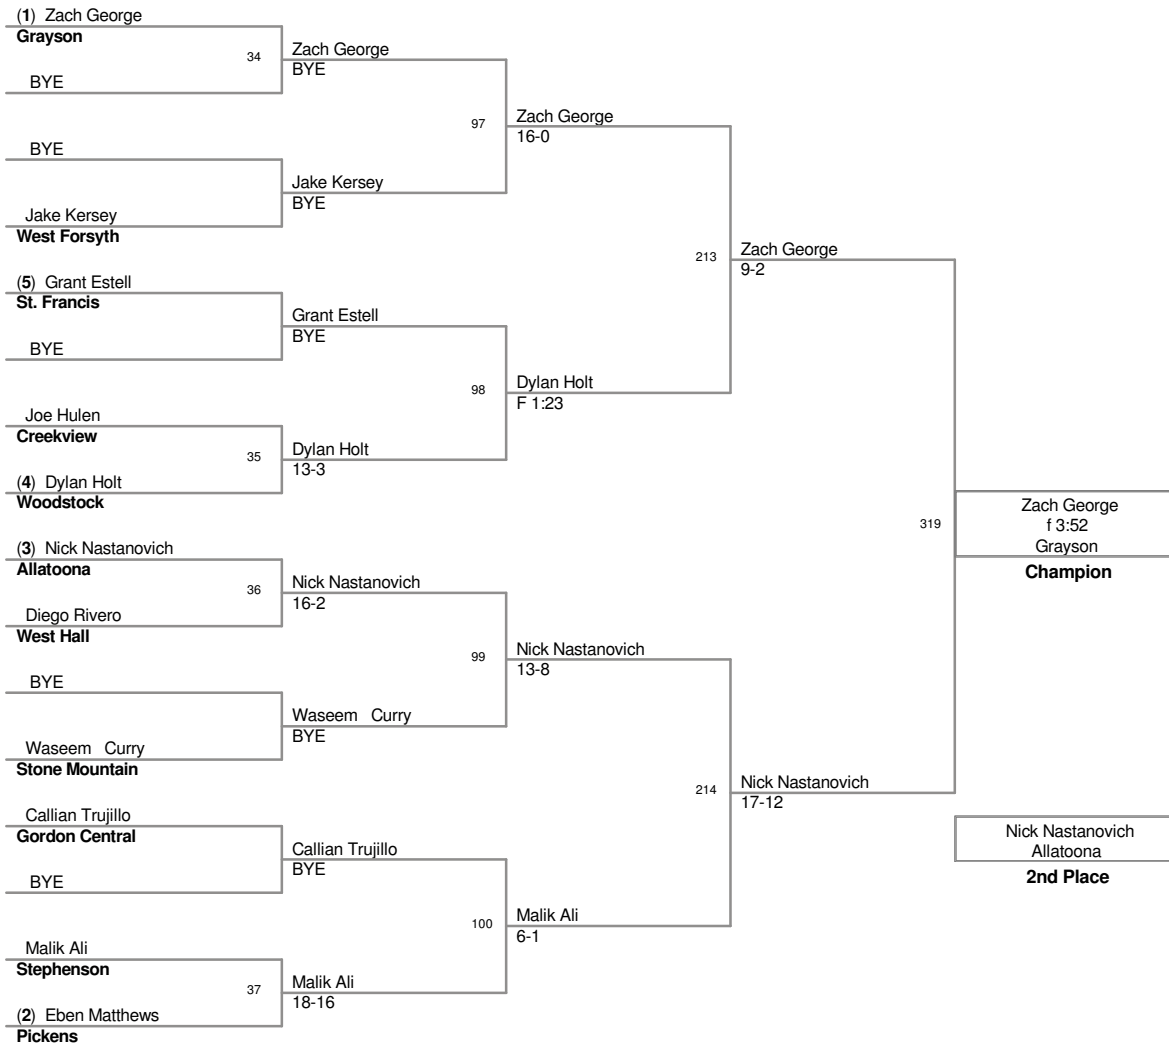 (1) Zach George
Grayson
34
BYE
Zach George
BYE
97
BYE
Jake Kersey
West Forsyth
Jake Kersey
BYE
Zach George
16-0
(5) Grant Estell
St. Francis
BYE
Grant Estell
BYE
98
Joe Hulen
Creekview
35
(4) Dylan Holt
Woodstock
Dylan Holt
13-3
Dylan Holt
F 1:23
213
Zach George
9-2
(3) Nick Nastanovich
Allatoona
36
Diego Rivero
West Hall
Nick Nastanovich
16-2
99
BYE
Waseem Curry
Stone Mountain
Waseem Curry
BYE
Nick Nastanovich
13-8
Callian Trujillo
Gordon Central
BYE
Callian Trujillo
BYE
100
Malik Ali
Stephenson
37
(2) Eben Matthews
Pickens
Malik Ali
18-16
Malik Ali
6-1
214
Nick Nastanovich
17-12
319
Zach George
f 3:52
Grayson
Champion
Nick Nastanovich
Allatoona
2nd Place